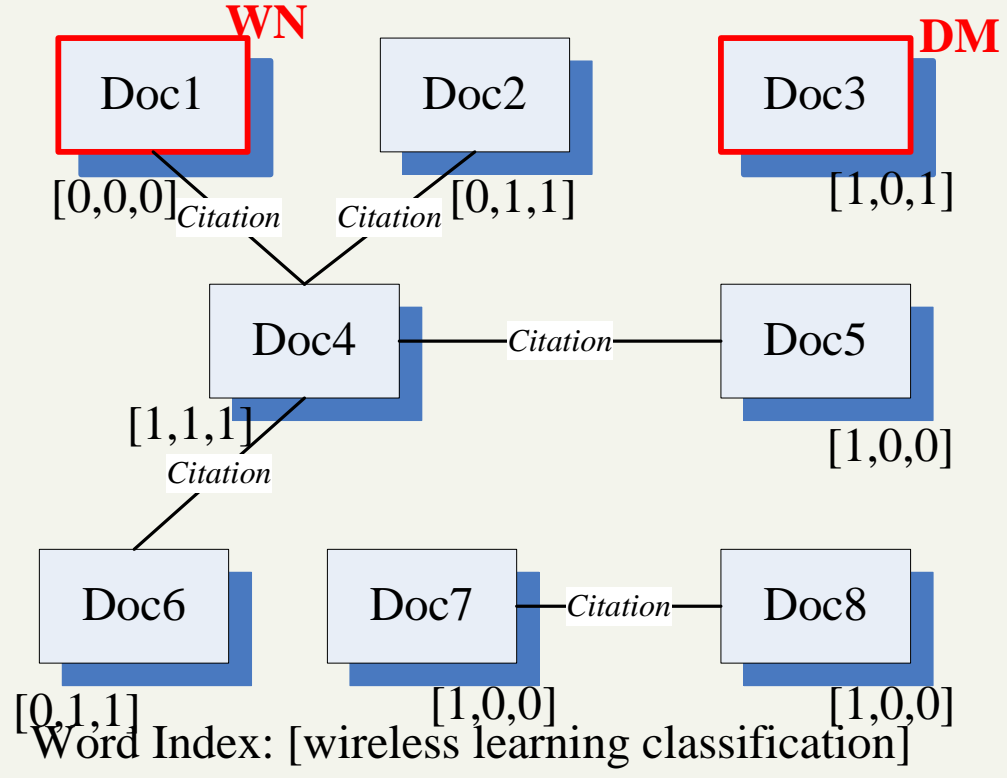 WN
DM
Doc1
Doc2
Doc3
[0,0,0]
Citation
Citation
[0,1,1]
[1,0,1]
Doc4
Citation
Doc5
[1,1,1]
[1,0,0]
Citation
Doc6
Doc7
Citation
Doc8
[0,1,1]
[1,0,0]
[1,0,0]
Word Index: [wireless learning classification]